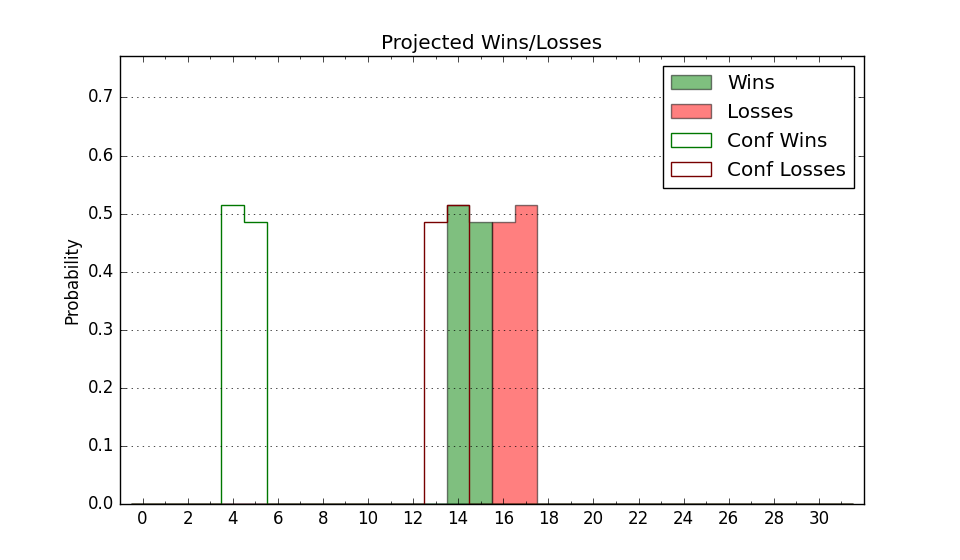 Projected Wins/Losses
Wins
Losses
Conf Wins
Conf Losses
Probability
0.7
0.6
0.5
0.4
0.3
0.2
0.1
0.0
0 2 4 6 8 10 12 14 16 18 20 22 24 26 28 30